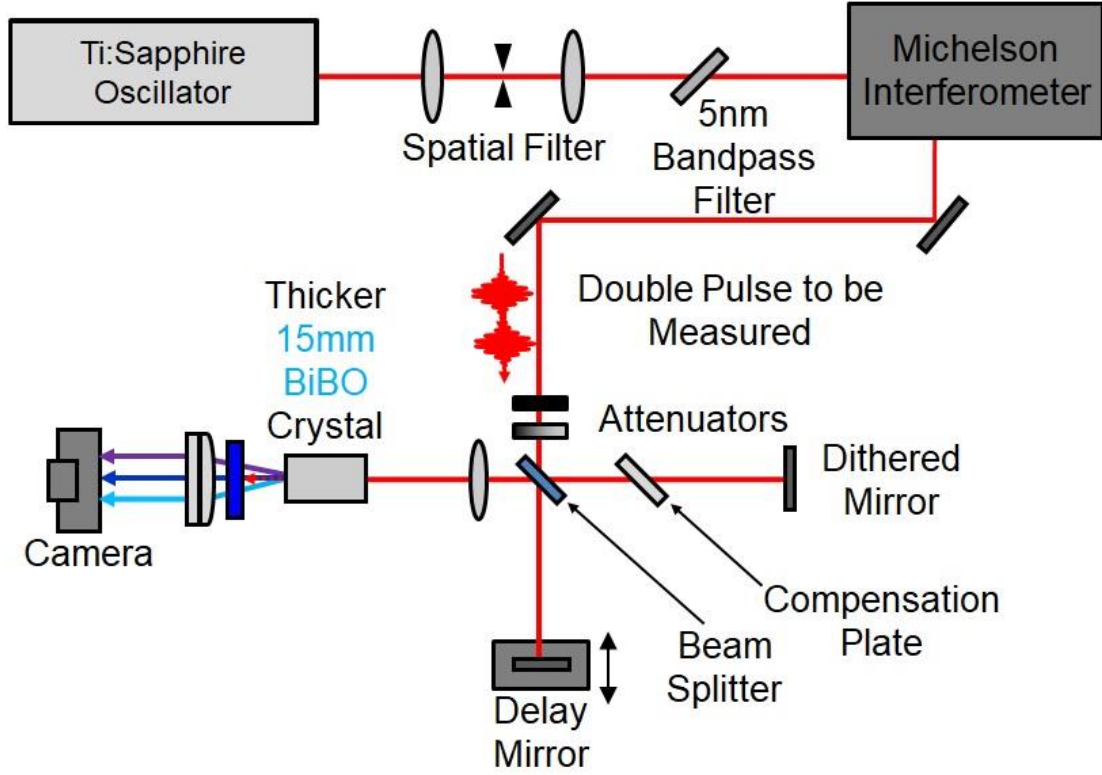 Ti:Sapphire
Oscillator
Spatial Filter
5nm
Bandpass
Filter
Michelson
Interferometer
Double Pulse to be
Measured
Thicker
15mm
BiBO
Crystal
Attenuators
Dithered
Mirror
Camera
Compensation
Plate
Beam
Splitter
Delay
Mirror